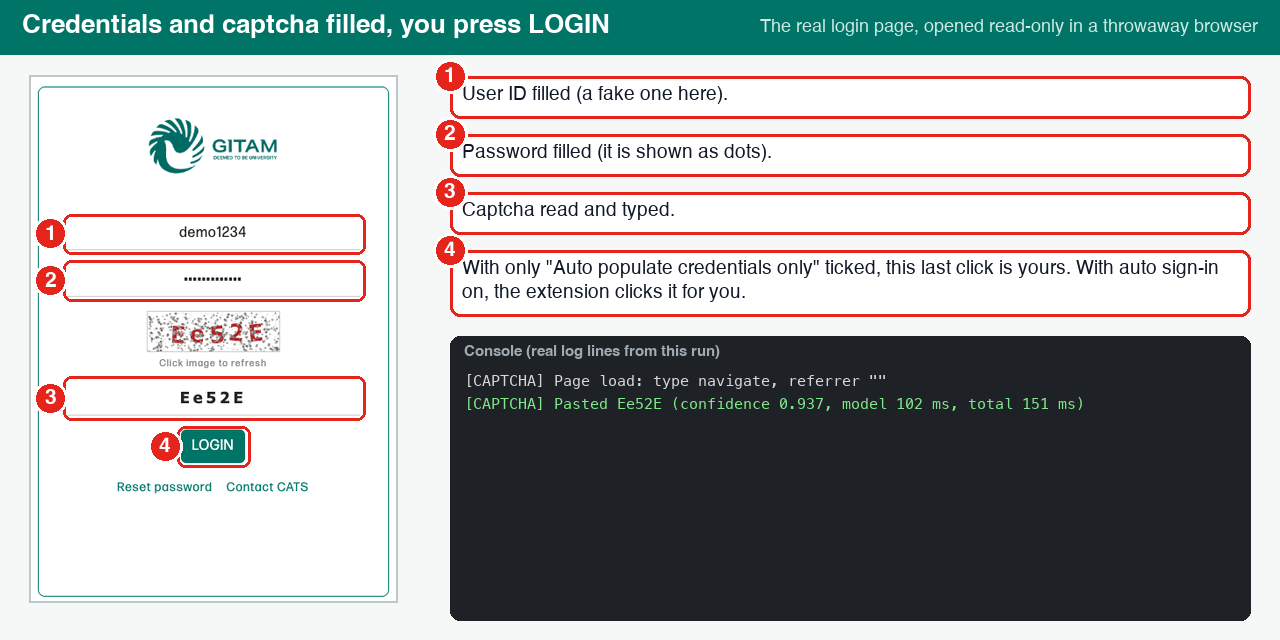 Credentials and captcha filled, you press LOGIN
The real login page, opened read-only in a throwaway browser
GITAM
DEEMED TO BE UNIVERSITY
1
demo1234
2
•••••••••••••
Ee52E
Click image to refresh
3
Ee52E
4
LOGIN
Reset password Contact CATS
1
User ID filled (a fake one here).
2
Password filled (it is shown as dots).
3
Captcha read and typed.
4
With only "Auto populate credentials only" ticked, this last click is yours. With auto sign-in
on, the extension clicks it for you.
Console (real log lines from this run)
[CAPTCHA] Page load: type navigate, referrer ""
[CAPTCHA] Pasted Ee52E (confidence 0.937, model 102 ms, total 151 ms)